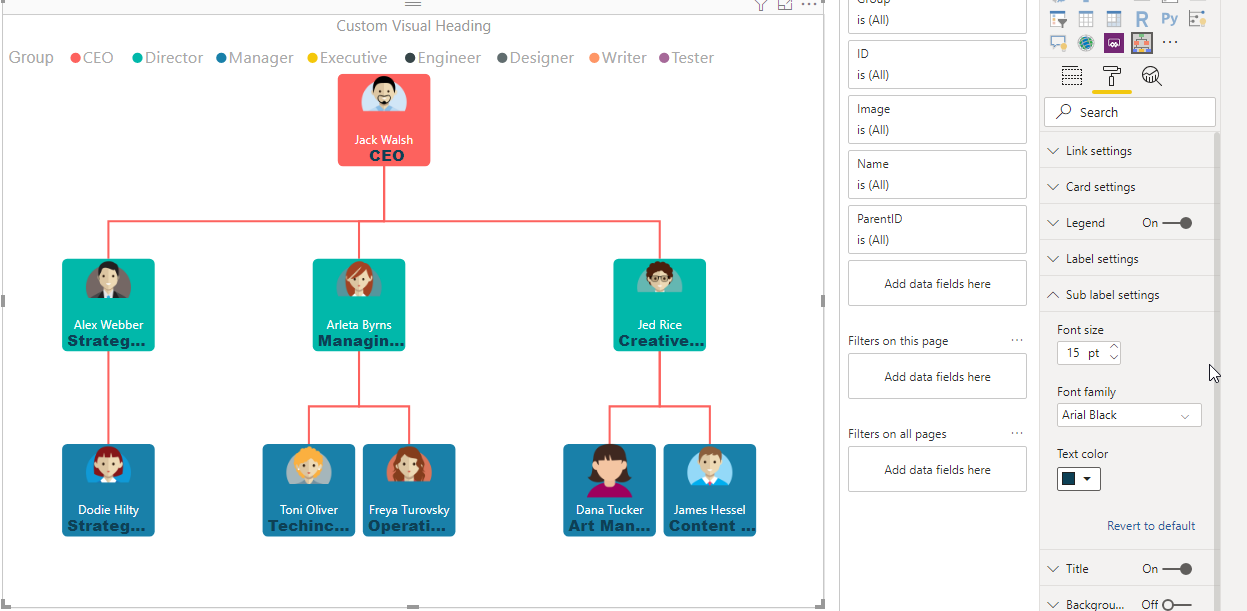 Custom Visual Heading
Group CEO Director Manager Executive Engineer Designer Writer Tester
Jack Walsh
CEO
Alex Webber
Strateg...
Arleta Byrns
Managin...
Jed Rice
Creative...
Dodie Hilty
Strateg...
Toni Oliver
Techinc...
Freya Turovsky
Operati...
Dana Tucker
Art Man...
James Hessel
Content ...
Group
is (All)
ID
is (All)
Image
is (All)
Name
is (All)
ParentID
is (All)
Add data fields here
Filters on this page ...
Add data fields here
Filters on all pages ...
Add data fields here
R Py
...
Search
Link settings
Card settings
Legend On
Label settings
Sub label settings
Font size
15 pt
Font family
Arial Black
Text color
Revert to default
Title On
Backgrou... Off